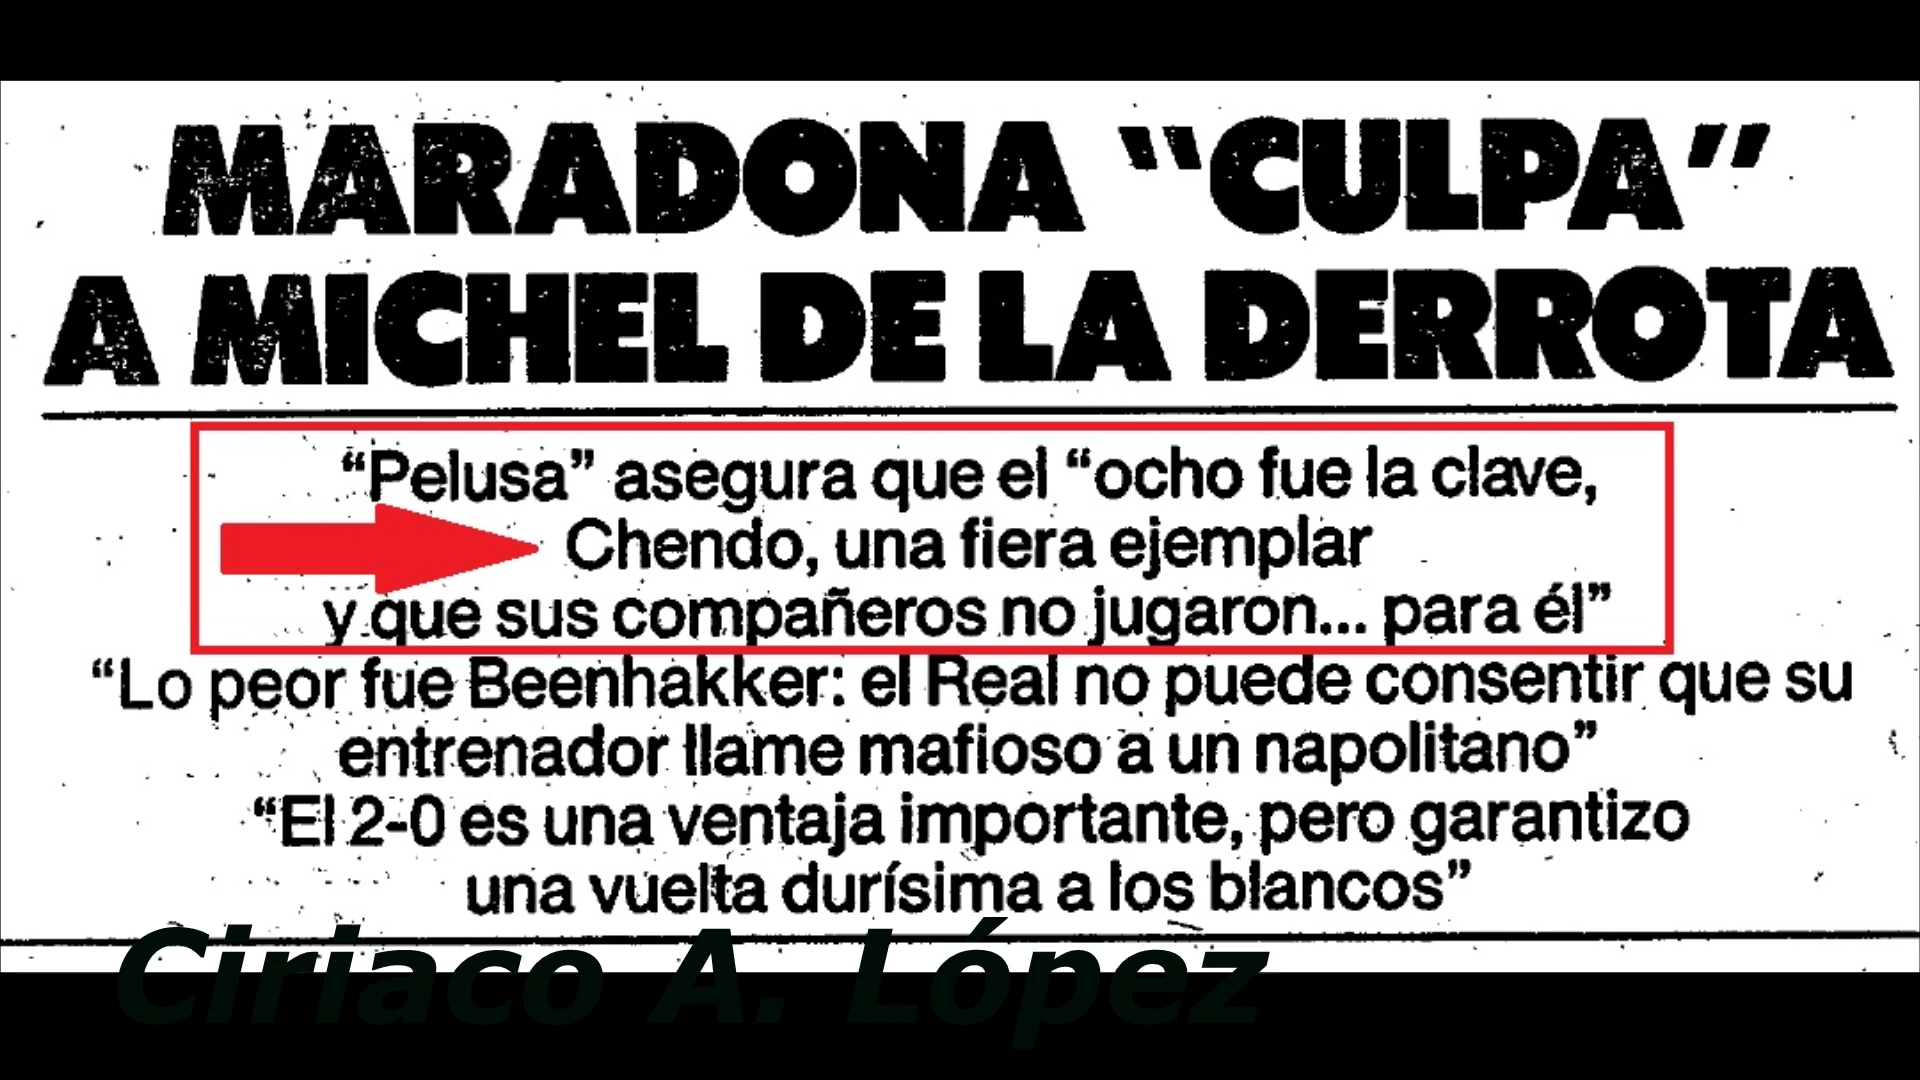 MARADONA “CULPA”
A MICHEL DE LA DERROTA
“Pelusa” asegura que el “ocho fue la clave,
Chendo, una fiera ejemplar
y que sus compañeros no jugaron... para él”
“Lo peor fue Beenhakker: el Real no puede consentir que su
entrenador llame mafioso a un napolitano”
“El 2-0 es una ventaja importante, pero garantizo
una vuelta durísima a los blancos”
Ciriaco A. López